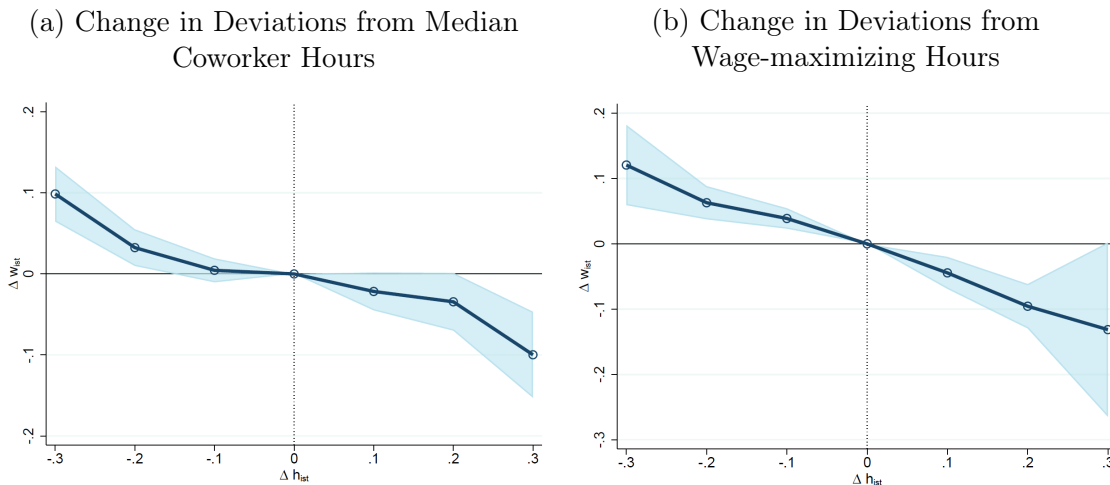 (a) Change in Deviations from Median
Coworker Hours
.2
.1
0
-.1
-.2
Δ w_ist
-.3 -.2 -.1 0 .1 .2 .3
Δ h_ist
(b) Change in Deviations from
Wage-maximizing Hours
.2
.1
0
-.1
-.2
-.3
Δ w_ist
-.3 -.2 -.1 0 .1 .2 .3
Δ h_ist